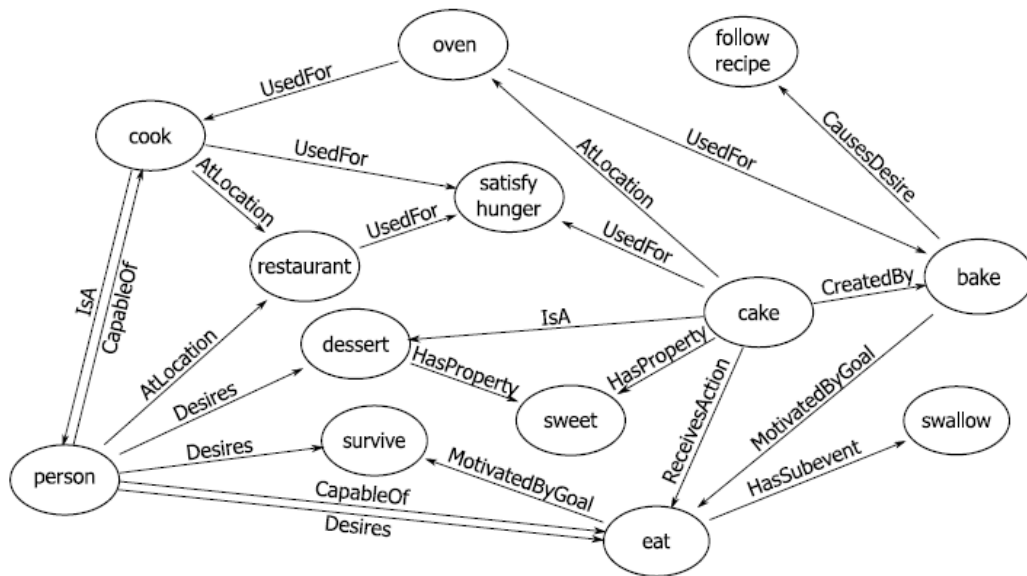 oven
follow
recipe
UsedFor
cook
UsedFor
CausesDesire
UsedFor
AtLocation
AtLocation
satisfy
hunger
UsedFor
UsedFor
restaurant
bake
CreatedBy
IsA
CapableOf
cake
IsA
dessert
HasProperty
HasProperty
AtLocation
Desires
sweet
ReceivesAction
MotivatedByGoal
swallow
survive
Desires
MotivatedByGoal
HasSubevent
person
CapableOf
Desires
eat